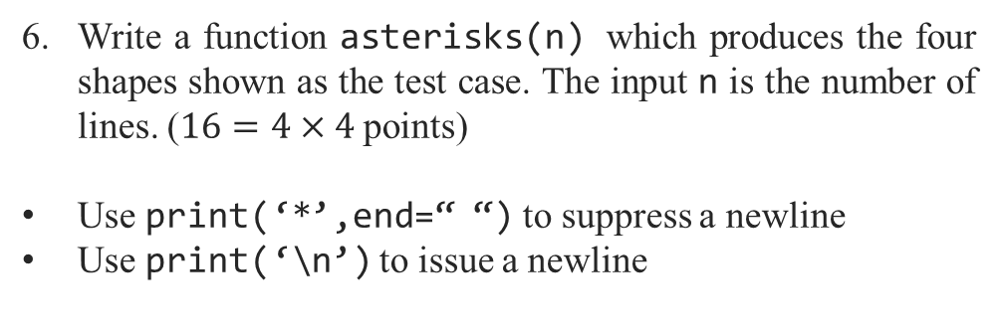 6. Write a function asterisks(n) which produces the four
shapes shown as the test case. The input n is the number of
lines. (16 = 4 × 4 points)
• Use print(‘*’,end=“ “) to suppress a newline
• Use print(‘\n’) to issue a newline